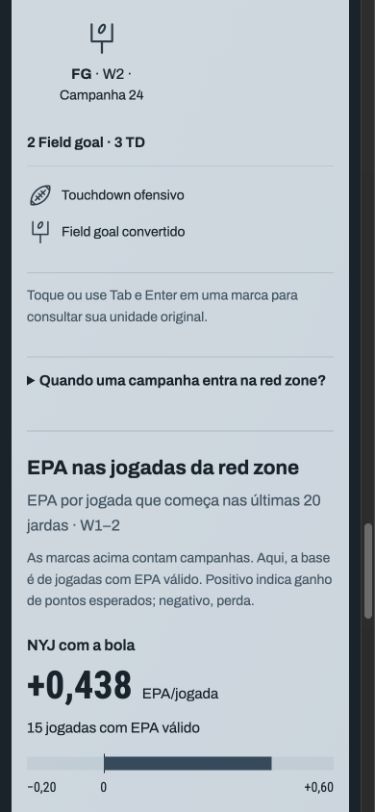 FG · W2 ·
Campanha 24
2 Field goal · 3 TD
Touchdown ofensivo
Field goal convertido
Toque ou use Tab e Enter em uma marca para
consultar sua unidade original.
▶ Quando uma campanha entra na red zone?
EPA nas jogadas da red zone
EPA por jogada que começa nas últimas 20
jardas · W1–2
As marcas acima contam campanhas. Aqui, a base
é de jogadas com EPA válido. Positivo indica ganho
de pontos esperados; negativo, perda.
NYJ com a bola
+0,438 EPA/jogada
15 jogadas com EPA válido
−0,20 0 +0,60